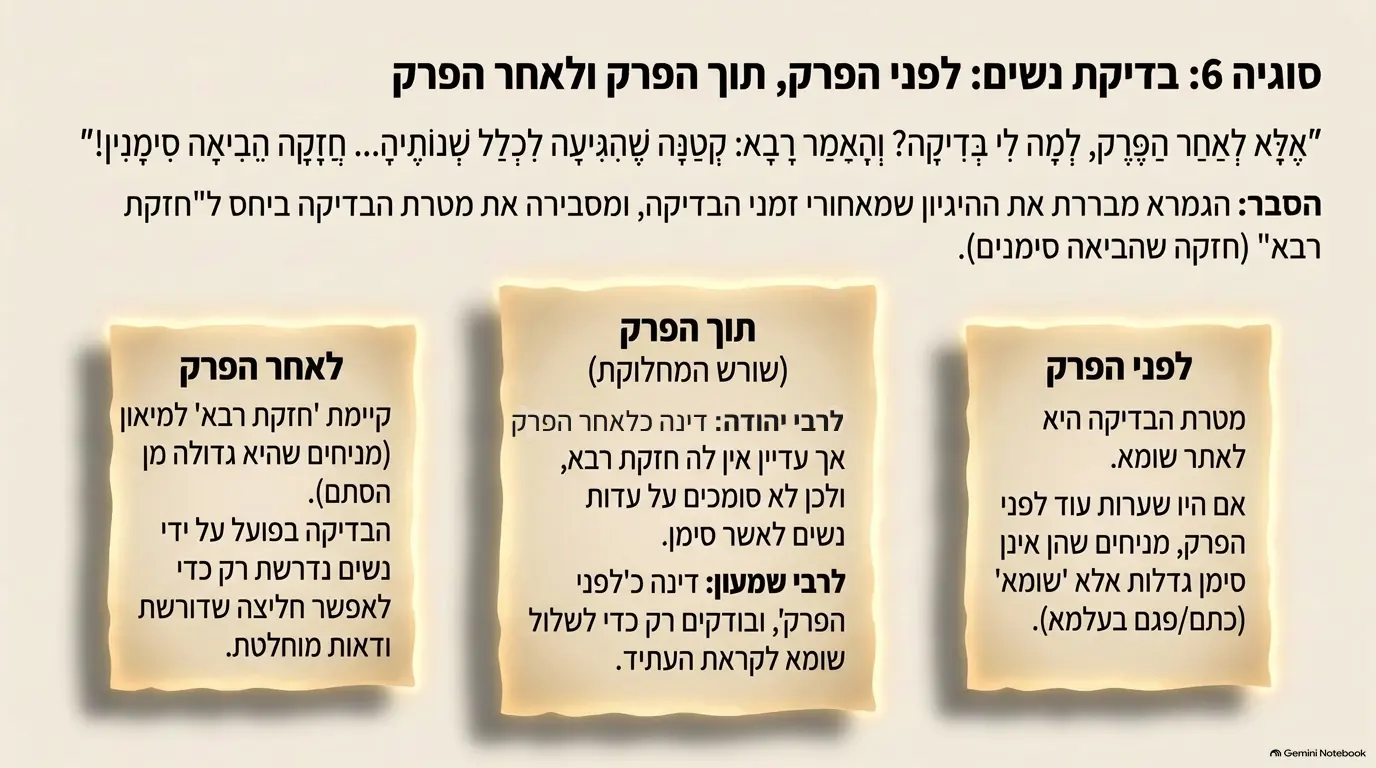 סוגיה 6: בדיקת נשים: לפני הפרק, תוך הפרק ולאחר הפרק
"אֶלָּא לְאַחַר הַפֶּרֶק, לְמָה לִי בְּדִיקָה? וְהָאָמַר רָבָא: קְטַנָּה שֶׁהִגִּיעָה לִכְלַל שְׁנוֹתֶיהָ... חֲזָקָה הֵבִיאָה סִימָנִין!"
הסבר: הגמרא מבררת את ההיגיון שמאחורי זמני הבדיקה, ומסבירה את מטרת הבדיקה ביחס ל"חזקת
רבא" (חזקה שהביאה סימנים).
לפני הפרק
מטרת הבדיקה היא
לאתר שומא.
אם היו שערות עוד לפני
הפרק, מניחים שהן אינן
סימן גדלות אלא 'שומא'
(כתם/פגם בעלמא).
תוך הפרק
(שורש המחלוקת)
לרבי יהודה: דינה כלאחר הפרק
אך עדיין אין לה חזקת רבא,
ולכן לא סומכים על עדות
נשים לאשר סימן.
לרבי שמעון: דינה כ'לפני
הפרק', ובודקים רק כדי לשלול
שומא לקראת העתיד.
לאחר הפרק
קיימת 'חזקת רבא' למיאון
(מניחים שהיא גדולה מן
הסתם).
הבדיקה בפועל על ידי
נשים נדרשת רק כדי
לאפשר חליצה שדורשת
ודאות מוחלטת.
Gemini Notebook